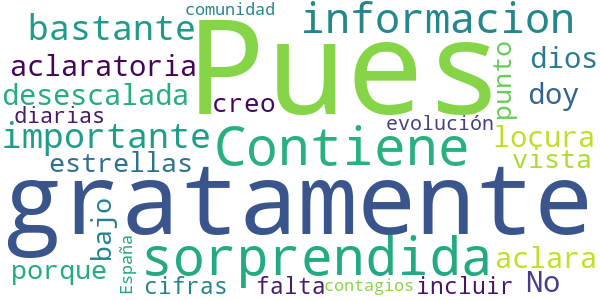 comunidad
bastante
Pues
informacion
aclaratoria
dios
desescalada
creo
punto
doy
diarias
evolución
importante
Contiene
locura
estrellas
vista
gratamente
bajo
sorprendida
aclara
porque
España
cifras
falta
contagios
incluir
No